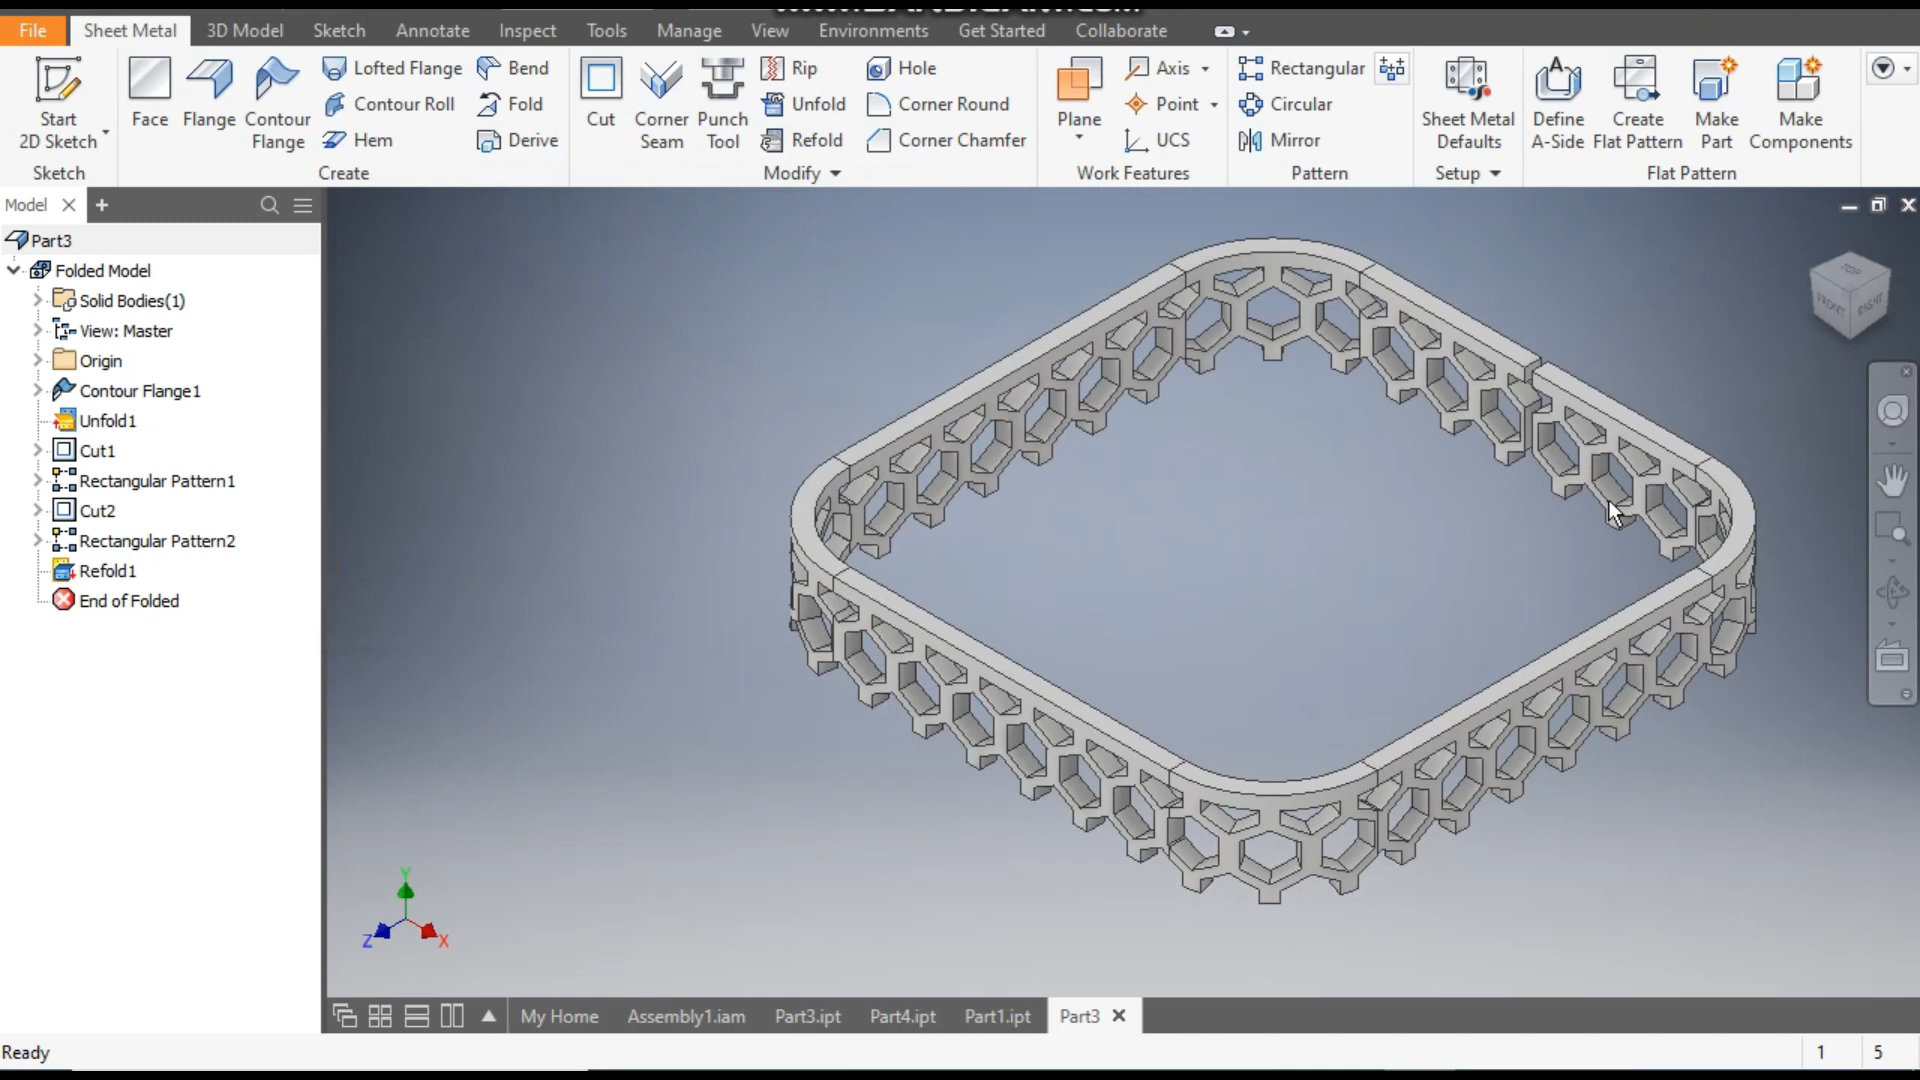 File Sheet Metal 3D Model Sketch Annotate Inspect Tools Manage View Environments Get Started Collaborate
Start
2D Sketch
Sketch
Face
Flange
Contour
Flange
Lofted Flange
Contour Roll
Hem
Bend
Fold
Derive
Create
Cut
Corner
Seam
Punch
Tool
Rip
Unfold
Refold
Hole
Corner Round
Corner Chamfer
Modify
Plane
Axis
Point
UCS
Work Features
Rectangular
Circular
Mirror
Pattern
Sheet Metal
Defaults
Setup
Define
A-Side
Create
Flat Pattern
Make
Part
Make
Components
Flat Pattern
Model
Part3
Folded Model
Solid Bodies(1)
View: Master
Origin
Contour Flange1
Unfold1
Cut1
Rectangular Pattern1
Cut2
Rectangular Pattern2
Refold1
End of Folded
TOP
FRONT
RIGHT
Y
Z
X
My Home Assembly1.iam Part3.ipt Part4.ipt Part1.ipt Part3
Ready
1 5